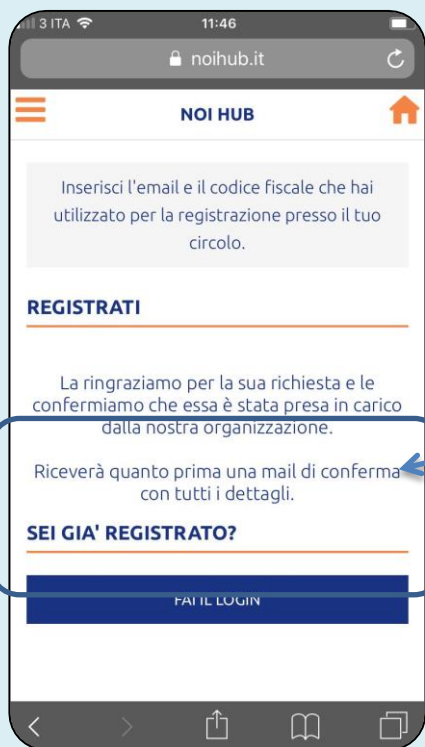 3 ITA 11:46
noihub.it
NOI HUB
Inserisci l'email e il codice fiscale che hai
utilizzato per la registrazione presso il tuo
circolo.
REGISTRATI
La ringraziamo per la sua richiesta e le
confermiamo che essa è stata presa in carico
dalla nostra organizzazione.
Riceverà quanto prima una mail di conferma
con tutti i dettagli.
SEI GIA' REGISTRATO?
FAI IL LOGIN